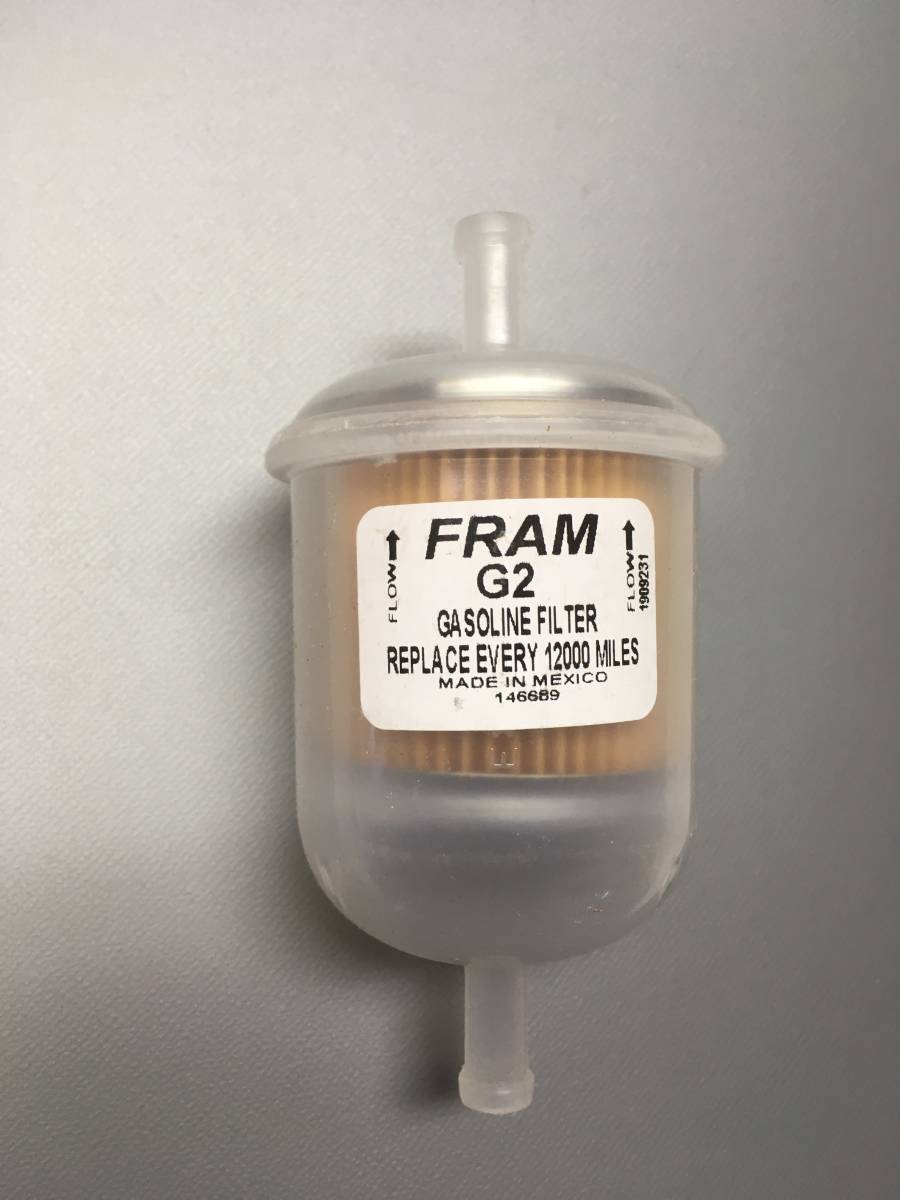 FRAM
G2
GASOLINE FILTER
REPLACE EVERY 12000 MILES
MADE IN MEXICO
146689
FLOW
FLOW
1909231